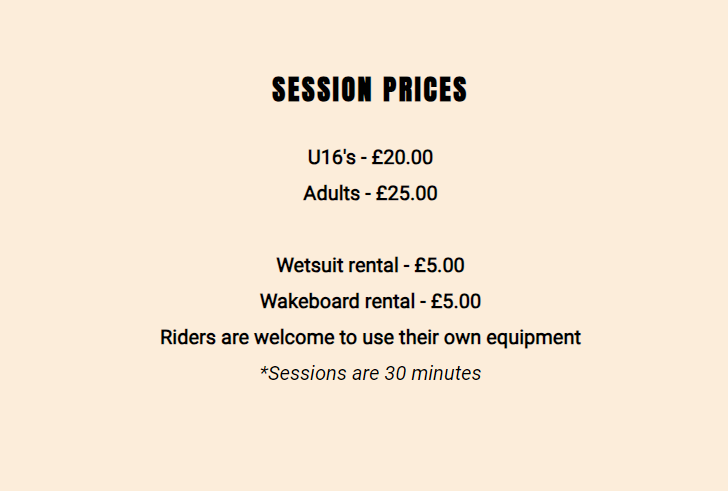 SESSION PRICES
U16's - £20.00
Adults - £25.00
Wetsuit rental - £5.00
Wakeboard rental - £5.00
Riders are welcome to use their own equipment
*Sessions are 30 minutes